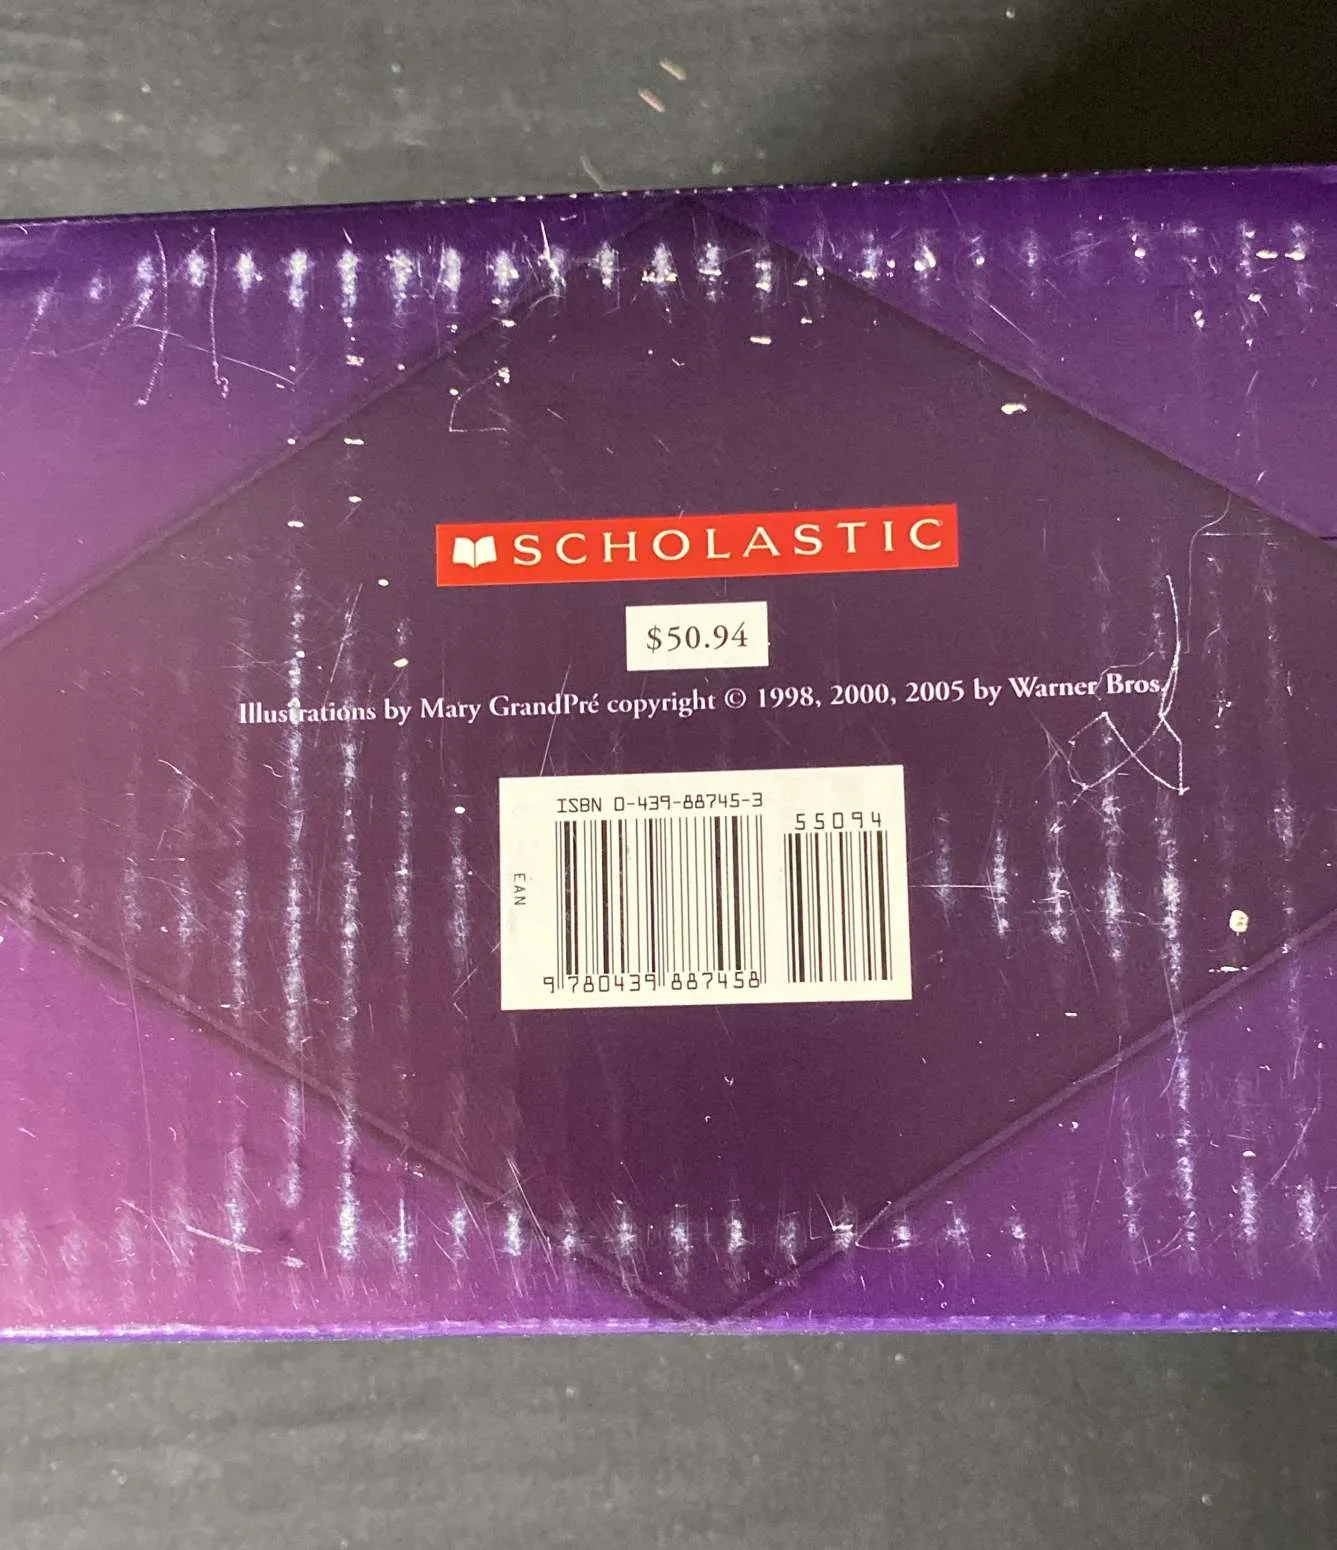 SCHOLASTIC
$50.94
Illustrations by Mary GrandPré copyright © 1998, 2000, 2005 by Warner Bros.
ISBN 0-439-88745-3
55094
EAN
9 780439 887458